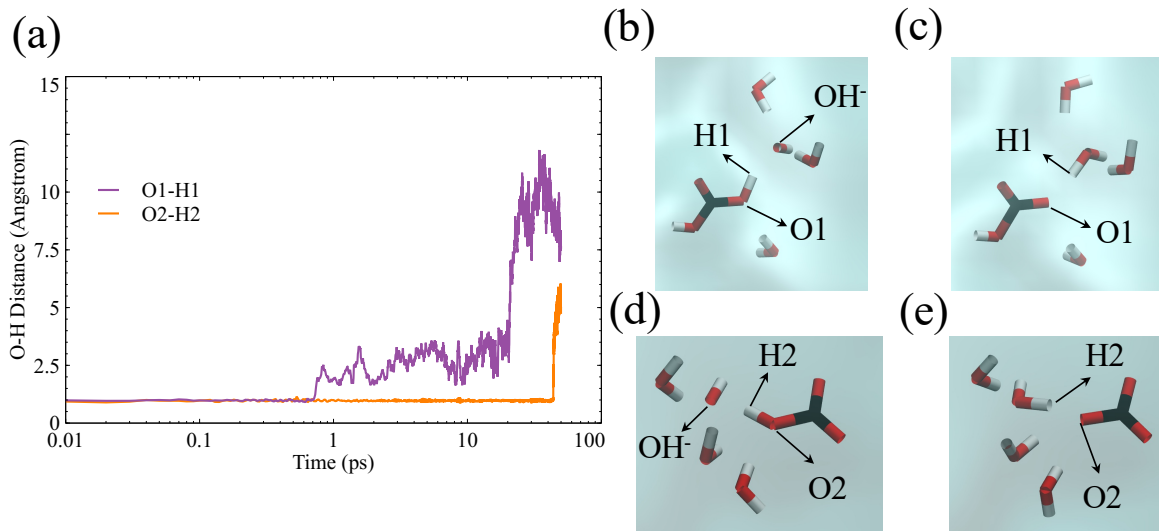 (a)
O-H Distance (Angstrom)
15
10
7.5
5
2.5
0
O1-H1
O2-H2
0.01
0.1
1
10
100
Time (ps)
(b)
OH-
H1
O1
(c)
H1
O1
(d)
H2
OH-
O2
(e)
H2
O2